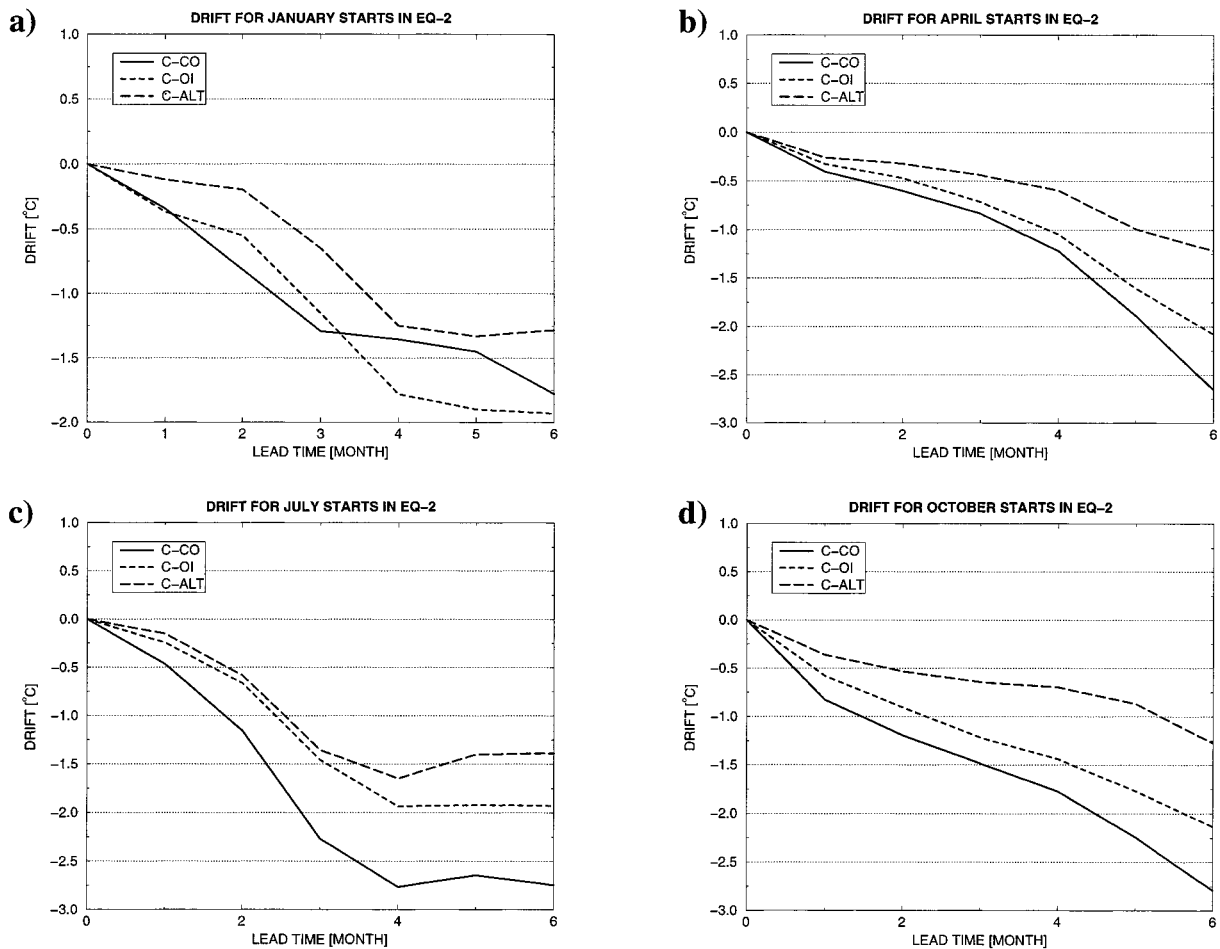 a)
DRIFT FOR JANUARY STARTS IN EQ−2
1.0
0.5
0.0
−0.5
−1.0
−1.5
−2.0
DRIFT [°C]
C−CO
C−OI
C−ALT
0 1 2 3 4 5 6
LEAD TIME [MONTH]
b)
DRIFT FOR APRIL STARTS IN EQ−2
1.0
0.5
0.0
−0.5
−1.0
−1.5
−2.0
−2.5
−3.0
DRIFT [°C]
C−CO
C−OI
C−ALT
0 2 4 6
LEAD TIME [MONTH]
c)
DRIFT FOR JULY STARTS IN EQ−2
1.0
0.5
0.0
−0.5
−1.0
−1.5
−2.0
−2.5
−3.0
DRIFT [°C]
C−CO
C−OI
C−ALT
0 2 4 6
LEAD TIME [MONTH]
d)
DRIFT FOR OCTOBER STARTS IN EQ−2
1.0
0.5
0.0
−0.5
−1.0
−1.5
−2.0
−2.5
−3.0
DRIFT [°C]
C−CO
C−OI
C−ALT
0 2 4 6
LEAD TIME [MONTH]